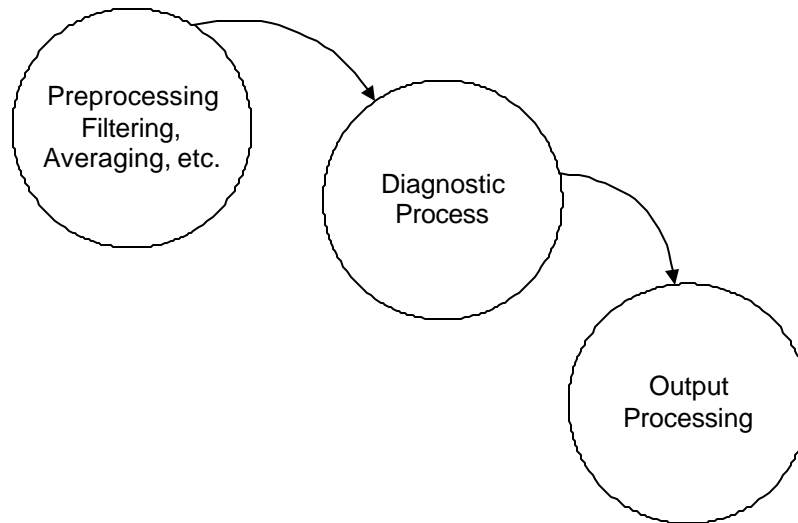 Preprocessing
Filtering,
Averaging, etc.
Diagnostic
Process
Output
Processing